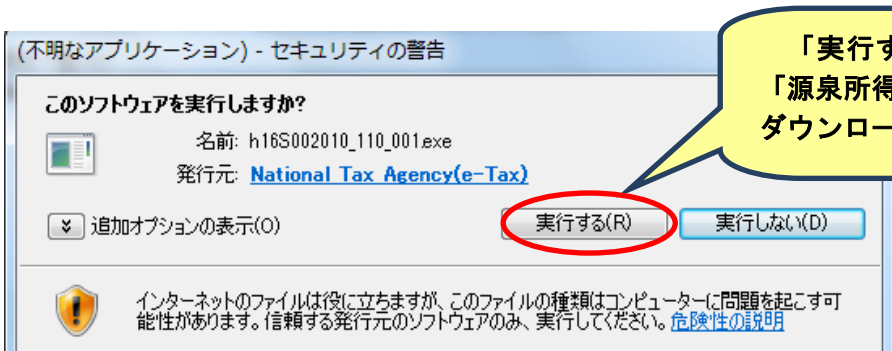 (不明なアプリケーション) - セキュリティの警告
「実行す
「源泉所得
ダウンロー
このソフトウェアを実行しますか?
名前: h16S002010_110_001.exe
発行元: National Tax Agency(e-Tax)
追加オプションの表示(O)
実行する(R)
実行しない(D)
インターネットのファイルは役に立ちますが、このファイルの種類はコンピューターに問題を起こす可
能性があります。信頼する発行元のソフトウェアのみ、実行してください。危険性の説明